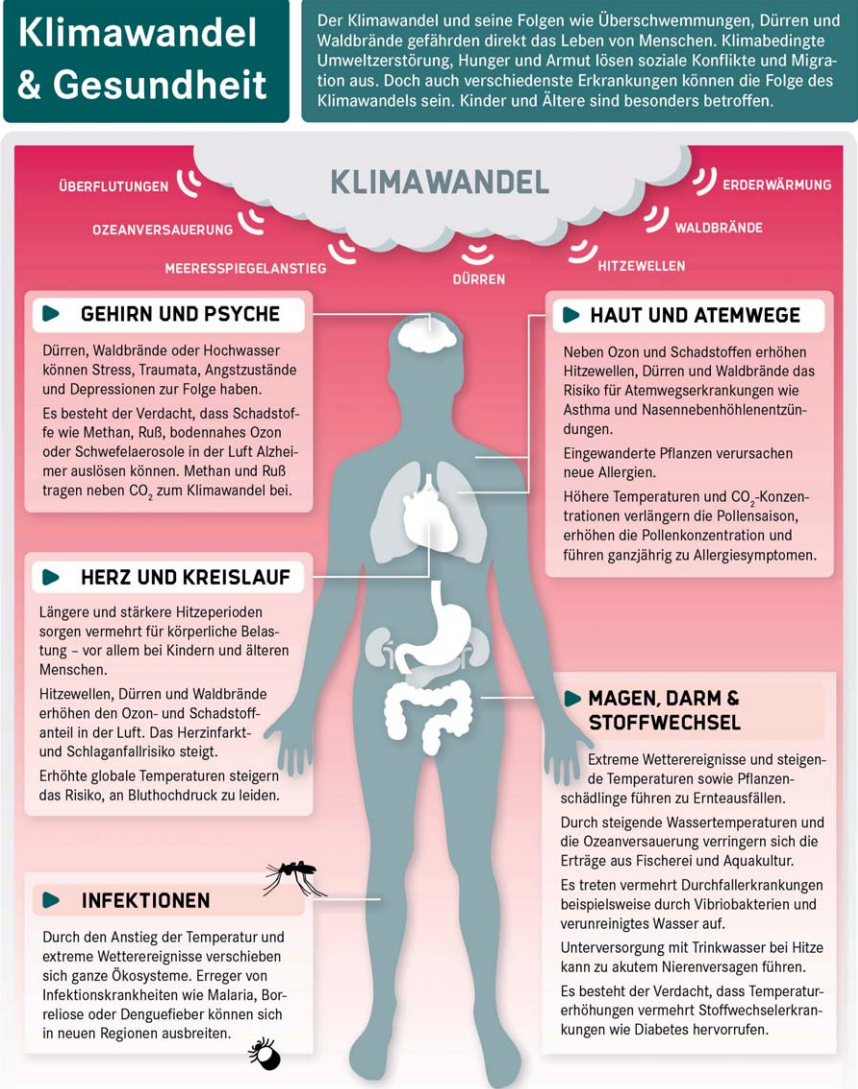 Klimawandel
& Gesundheit
Der Klimawandel und seine Folgen wie Überschwemmungen, Dürren und
Waldbrände gefährden direkt das Leben von Menschen. Klimabedingte
Umweltzerstörung, Hunger und Armut lösen soziale Konflikte und Migra-
tion aus. Doch auch verschiedenste Erkrankungen können die Folge des
Klimawandels sein. Kinder und Ältere sind besonders betroffen.
KLIMAWANDEL
ÜBERFLUTUNGEN
OZEANVERSAUERUNG
MEERESSPIEGELANSTIEG
DÜRREN
HITZEWELLEN
WALDBRÄNDE
ERDERWÄRMUNG
GEHIRN UND PSYCHE
Dürren, Waldbrände oder Hochwasser
können Stress, Traumata, Angstzustände
und Depressionen zur Folge haben.
Es besteht der Verdacht, dass Schadstof-
fe wie Methan, Ruß, bodennahes Ozon
oder Schwefelaerosole in der Luft Alzhei-
mer auslösen können. Methan und Ruß
tragen neben CO₂ zum Klimawandel bei.
HAUT UND ATEMWEGE
Neben Ozon und Schadstoffen erhöhen
Hitzewellen, Dürren und Waldbrände das
Risiko für Atemwegserkrankungen wie
Asthma und Nasennebenhöhlenentzün-
dungen.
Eingewanderte Pflanzen verursachen
neue Allergien.
Höhere Temperaturen und CO₂-Konzen-
trationen verlängern die Pollensaison,
erhöhen die Pollenkonzentration und
führen ganzjährig zu Allergiesymptomen.
HERZ UND KREISLAUF
Längere und stärkere Hitzeperioden
sorgen vermehrt für körperliche Belas-
tung – vor allem bei Kindern und älteren
Menschen.
Hitzewellen, Dürren und Waldbrände
erhöhen den Ozon- und Schadstoff-
anteil in der Luft. Das Herzinfarkt-
und Schlaganfallrisiko steigt.
Erhöhte globale Temperaturen steigern
das Risiko, an Bluthochdruck zu leiden.
MAGEN, DARM &
STOFFWECHSEL
Extreme Wetterereignisse und steigen-
de Temperaturen sowie Pflanzen-
schädlinge führen zu Ernteausfällen.
Durch steigende Wassertemperaturen und
die Ozeanversauerung verringern sich die
Erträge aus Fischerei und Aquakultur.
Es treten vermehrt Durchfallerkrankungen
beispielsweise durch Vibriobakterien und
verunreinigtes Wasser auf.
Unterversorgung mit Trinkwasser bei Hitze
kann zu akutem Nierenversagen führen.
Es besteht der Verdacht, dass Temperatur-
erhöhungen vermehrt Stoffwechselerkran-
kungen wie Diabetes hervorrufen.
INFEKTIONEN
Durch den Anstieg der Temperatur und
extreme Wetterereignisse verschieben
sich ganze Ökosysteme. Erreger von
Infektionskrankheiten wie Malaria, Bor-
reliose oder Denguefieber können sich
in neuen Regionen ausbreiten.